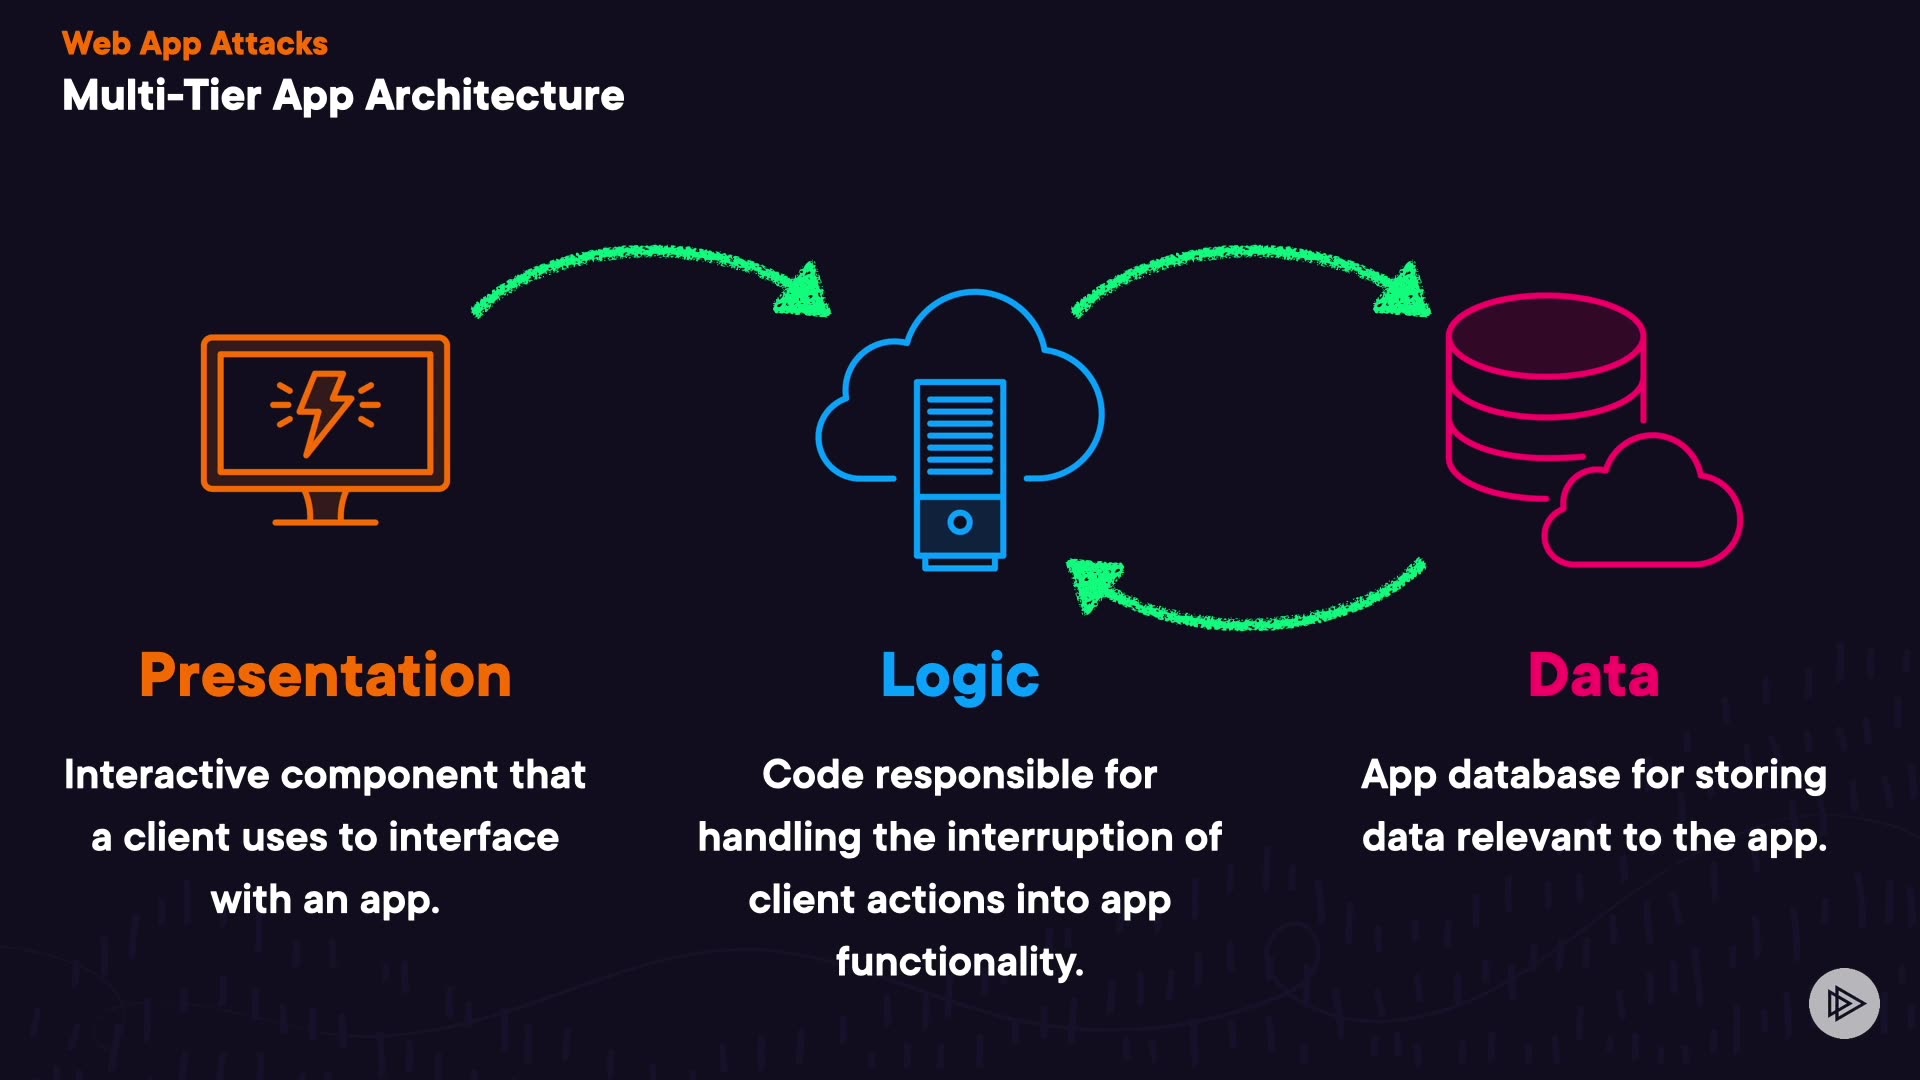 Web App Attacks
Multi-Tier App Architecture
Presentation
Interactive component that
a client uses to interface
with an app.
Logic
Code responsible for
handling the interruption of
client actions into app
functionality.
Data
App database for storing
data relevant to the app.